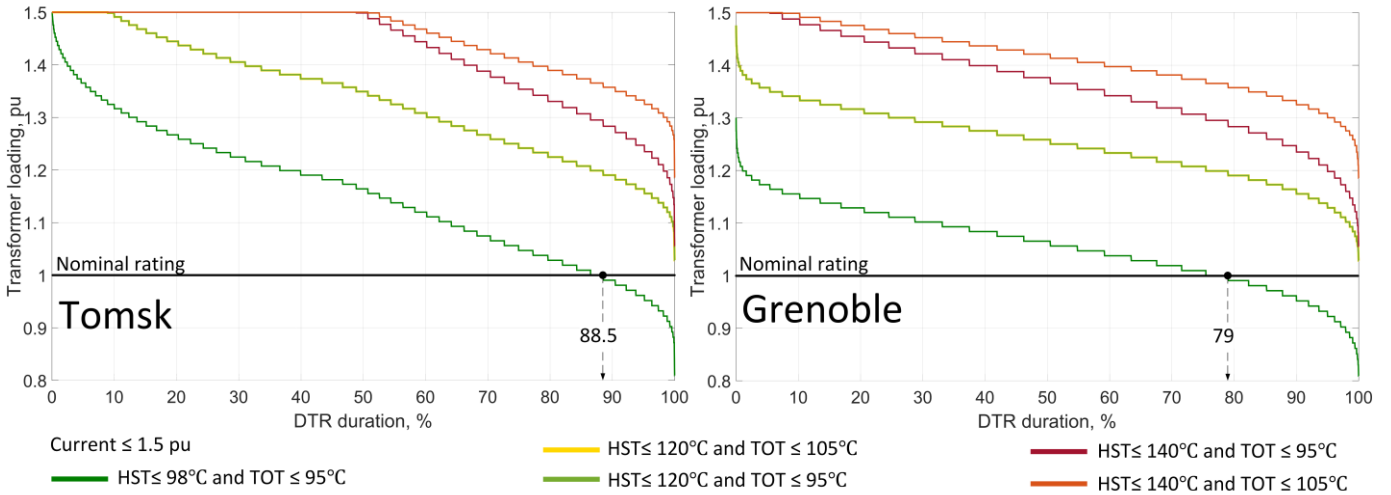 Transformer loading, pu
1.5
1.4
1.3
1.2
1.1
1
0.9
0.8
Nominal rating
Tomsk
88.5
0 10 20 30 40 50 60 70 80 90 100
DTR duration, %
Transformer loading, pu
1.5
1.4
1.3
1.2
1.1
1
0.9
0.8
Nominal rating
Grenoble
79
0 10 20 30 40 50 60 70 80 90 100
DTR duration, %
Current ≤ 1.5 pu
HST≤ 98°C and TOT ≤ 95°C
HST≤ 120°C and TOT ≤ 105°C
HST≤ 120°C and TOT ≤ 95°C
HST≤ 140°C and TOT ≤ 95°C
HST≤ 140°C and TOT ≤ 105°C